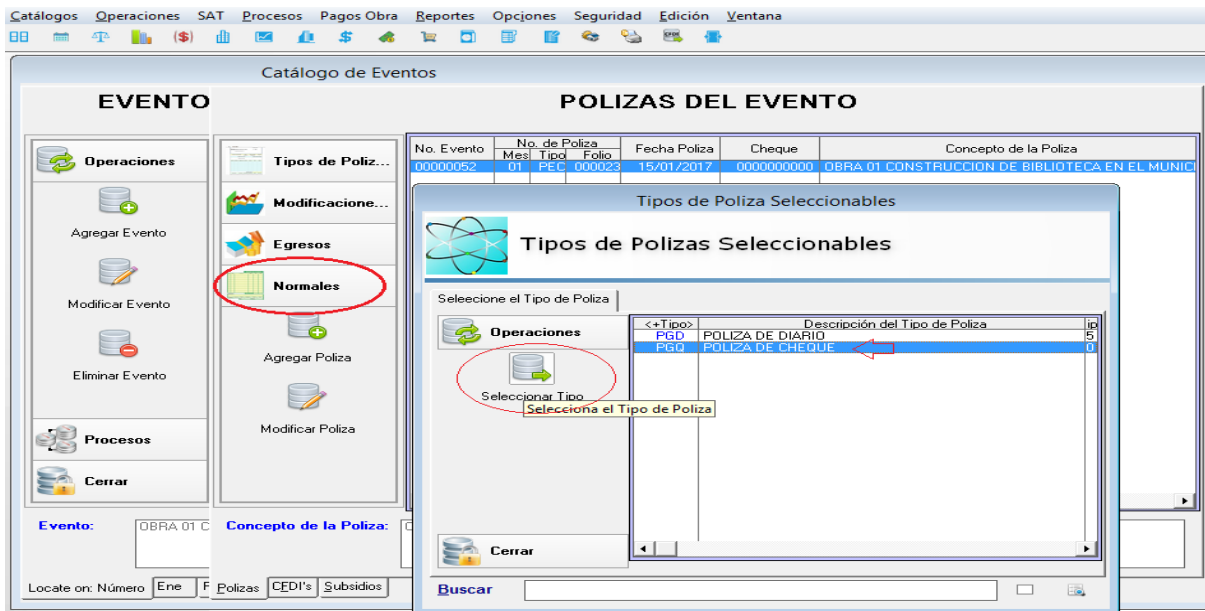 Catálogos Operaciones SAT Procesos Pagos Obra Reportes Opciones Seguridad Edición Ventana
Catálogo de Eventos
EVENTO
POLIZAS DEL EVENTO
Operaciones
Agregar Evento
Modificar Evento
Eliminar Evento
Procesos
Cerrar
Tipos de Poliz...
Modificacione...
Egresos
Normales
Agregar Poliza
Modificar Poliza
No. Evento No. de Poliza Fecha Poliza Cheque Concepto de la Poliza
Mes Tipo Folio
00000052 01 PEC 000023 15/01/2017 0000000000 OBRA 01 CONSTRUCCION DE BIBLIOTECA EN EL MUNICI
Tipos de Poliza Seleccionables
Tipos de Polizas Seleccionables
Seleecione el Tipo de Poliza
Operaciones
Seleccionar Tipo
Selecciona el Tipo de Poliza
<+Tipo> Descripción del Tipo de Poliza ip
PGD POLIZA DE DIARIO 5
PGQ POLIZA DE CHEQUE 0
Cerrar
Buscar
Evento: OBRA 01 C
Concepto de la Poliza:
Locate on: Número Ene F
Polizas CFDI's Subsidios